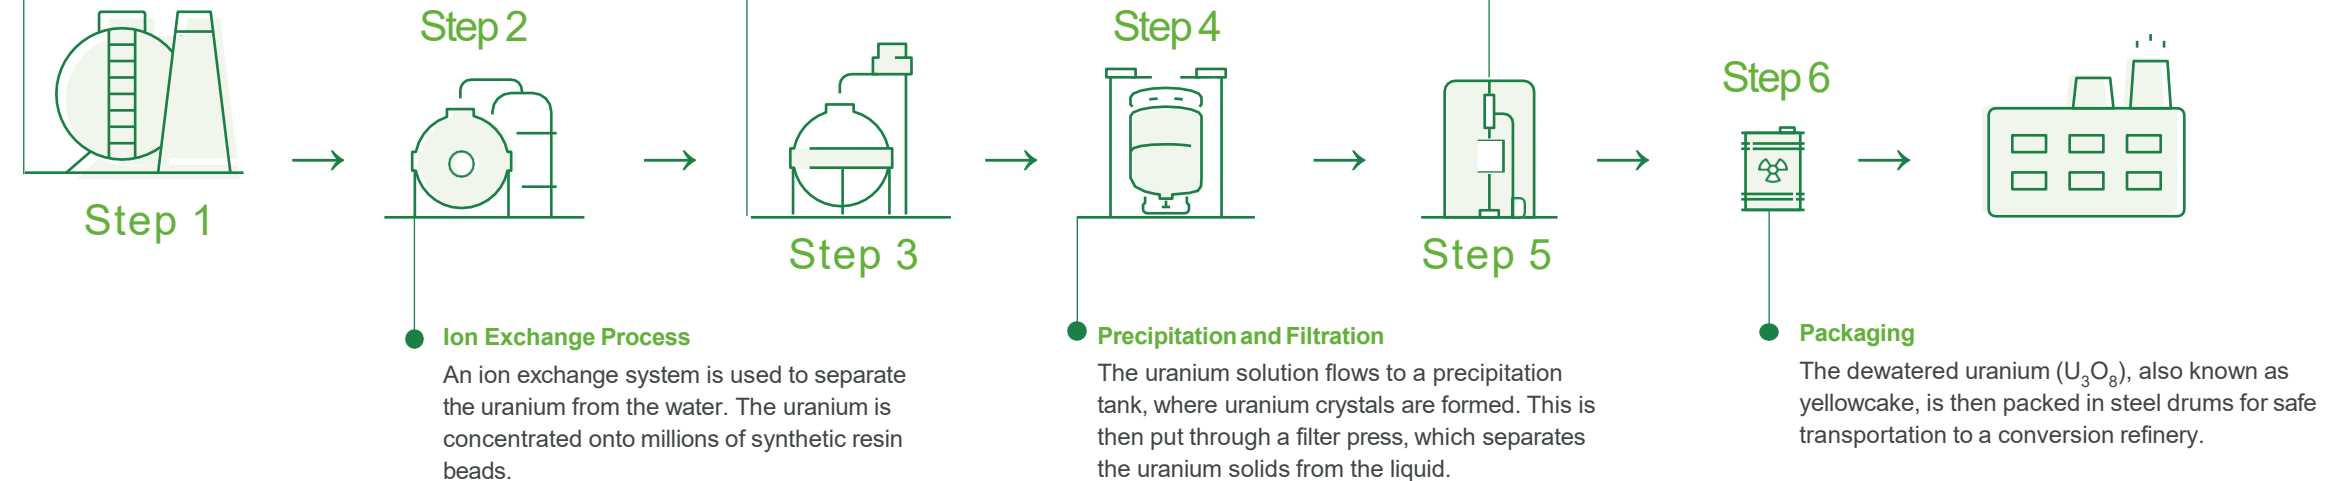 Step 1
Step 2
Step 3
Step 4
Step 5
Step 6
Ion Exchange Process
An ion exchange system is used to separate
the uranium from the water. The uranium is
concentrated onto millions of synthetic resin
beads.
Precipitation and Filtration
The uranium solution flows to a precipitation
tank, where uranium crystals are formed. This is
then put through a filter press, which separates
the uranium solids from the liquid.
Packaging
The dewatered uranium (U₃O₈), also known as
yellowcake, is then packed in steel drums for safe
transportation to a conversion refinery.